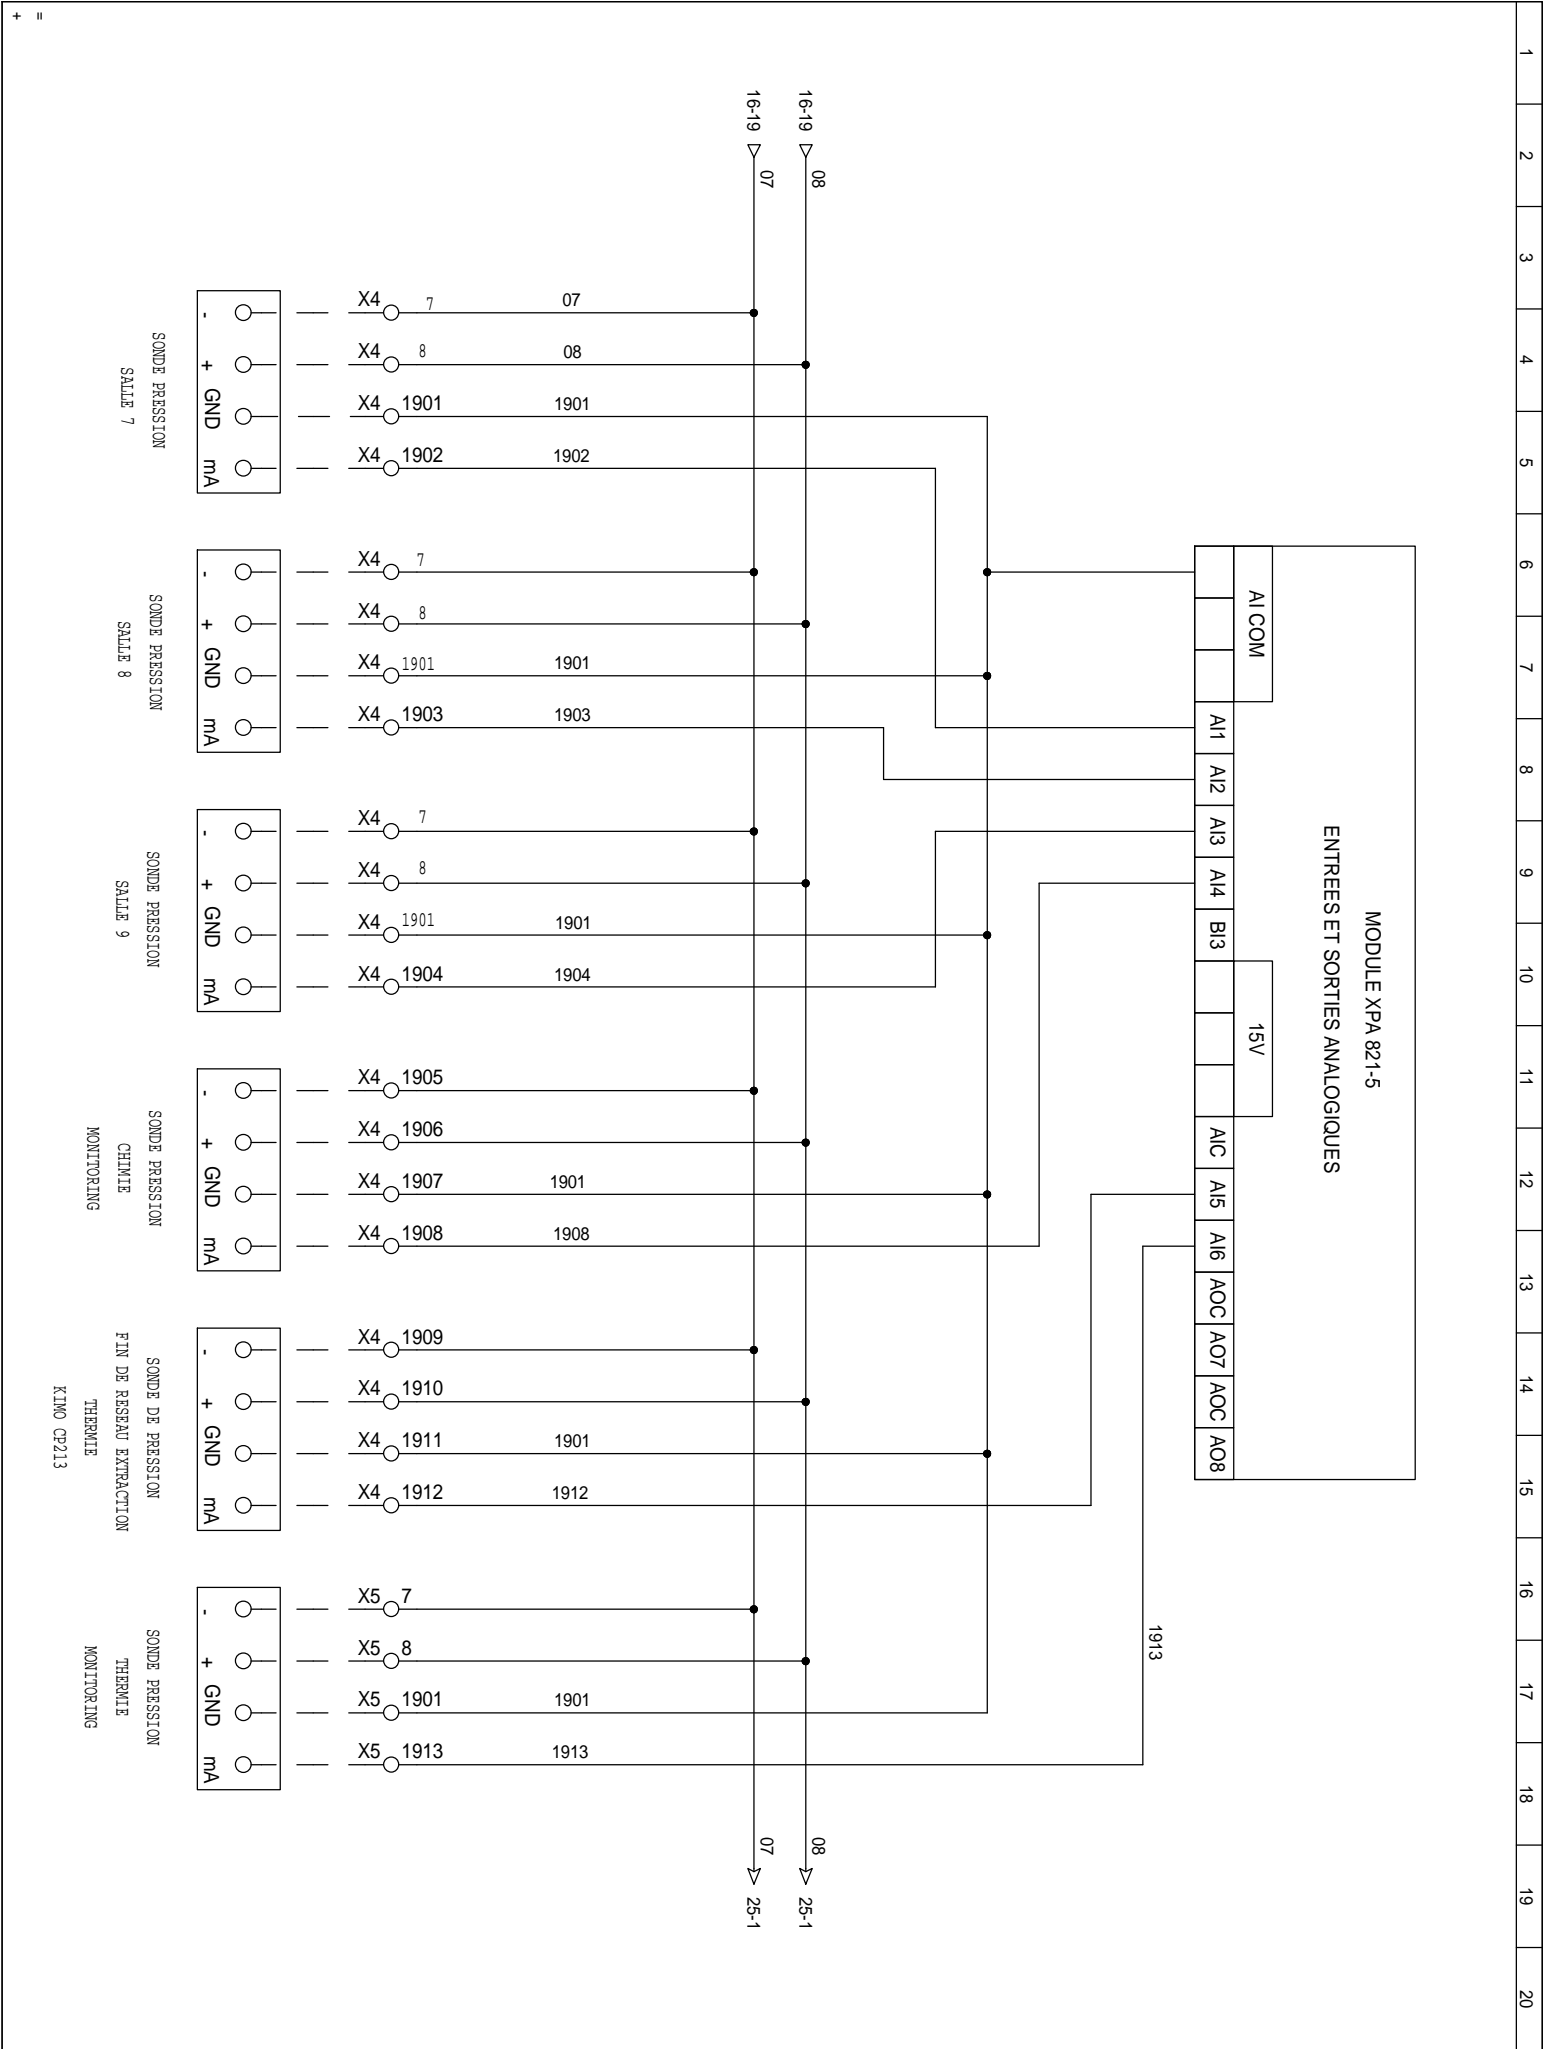 1 2 3 4 5 6 7 8 9 10 11 12 13 14 15 16 17 18 19 20
MODULE XPA 821-5
ENTREES ET SORTIES ANALOGIQUES
AI COM 15V
AI1 AI2 AI3 AI4 BI3 AIC AI5 AI6 AOC AO7 AOC AO8
1913
16-19 08 08 25-1
16-19 07 07 25-1
07 08 1901 1902 1901 1903 1901 1904 1901 1908 1901 1912 1901 1913
7 8 1901 1902 7 8 1901 1903 7 8 1901 1904 1905 1906 1907 1908 1909 1910 1911 1912 7 8 1901 1913
X4 X4 X4 X4 X4 X4 X4 X4 X4 X4 X4 X4 X4 X4 X4 X4 X4 X4 X4 X4 X5 X5 X5 X5
- + GND mA - + GND mA - + GND mA - + GND mA - + GND mA - + GND mA
SONDE PRESSION
SALLE 7
SONDE PRESSION
SALLE 8
SONDE PRESSION
SALLE 9
SONDE PRESSION
CHIMIE
MONITORING
SONDE DE PRESSION
FIN DE RESEAU EXTRACTION
THERMIE
KIMO CP213
SONDE PRESSION
THERMIE
MONITORING
=
+